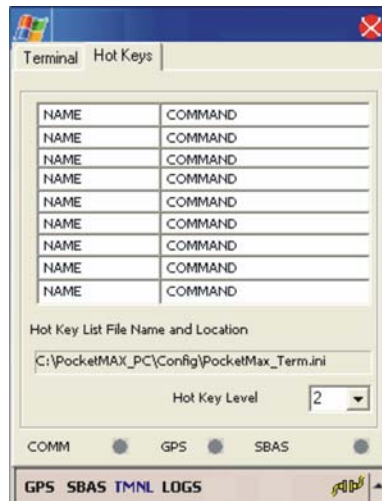 Terminal Hot Keys
NAME COMMAND
NAME COMMAND
NAME COMMAND
NAME COMMAND
NAME COMMAND
NAME COMMAND
NAME COMMAND
NAME COMMAND
NAME COMMAND
Hot Key List File Name and Location
C:\PocketMAX_PC\Config\PocketMax_Term.ini
Hot Key Level 2
COMM GPS SBAS
GPS SBAS TMNL LOGS